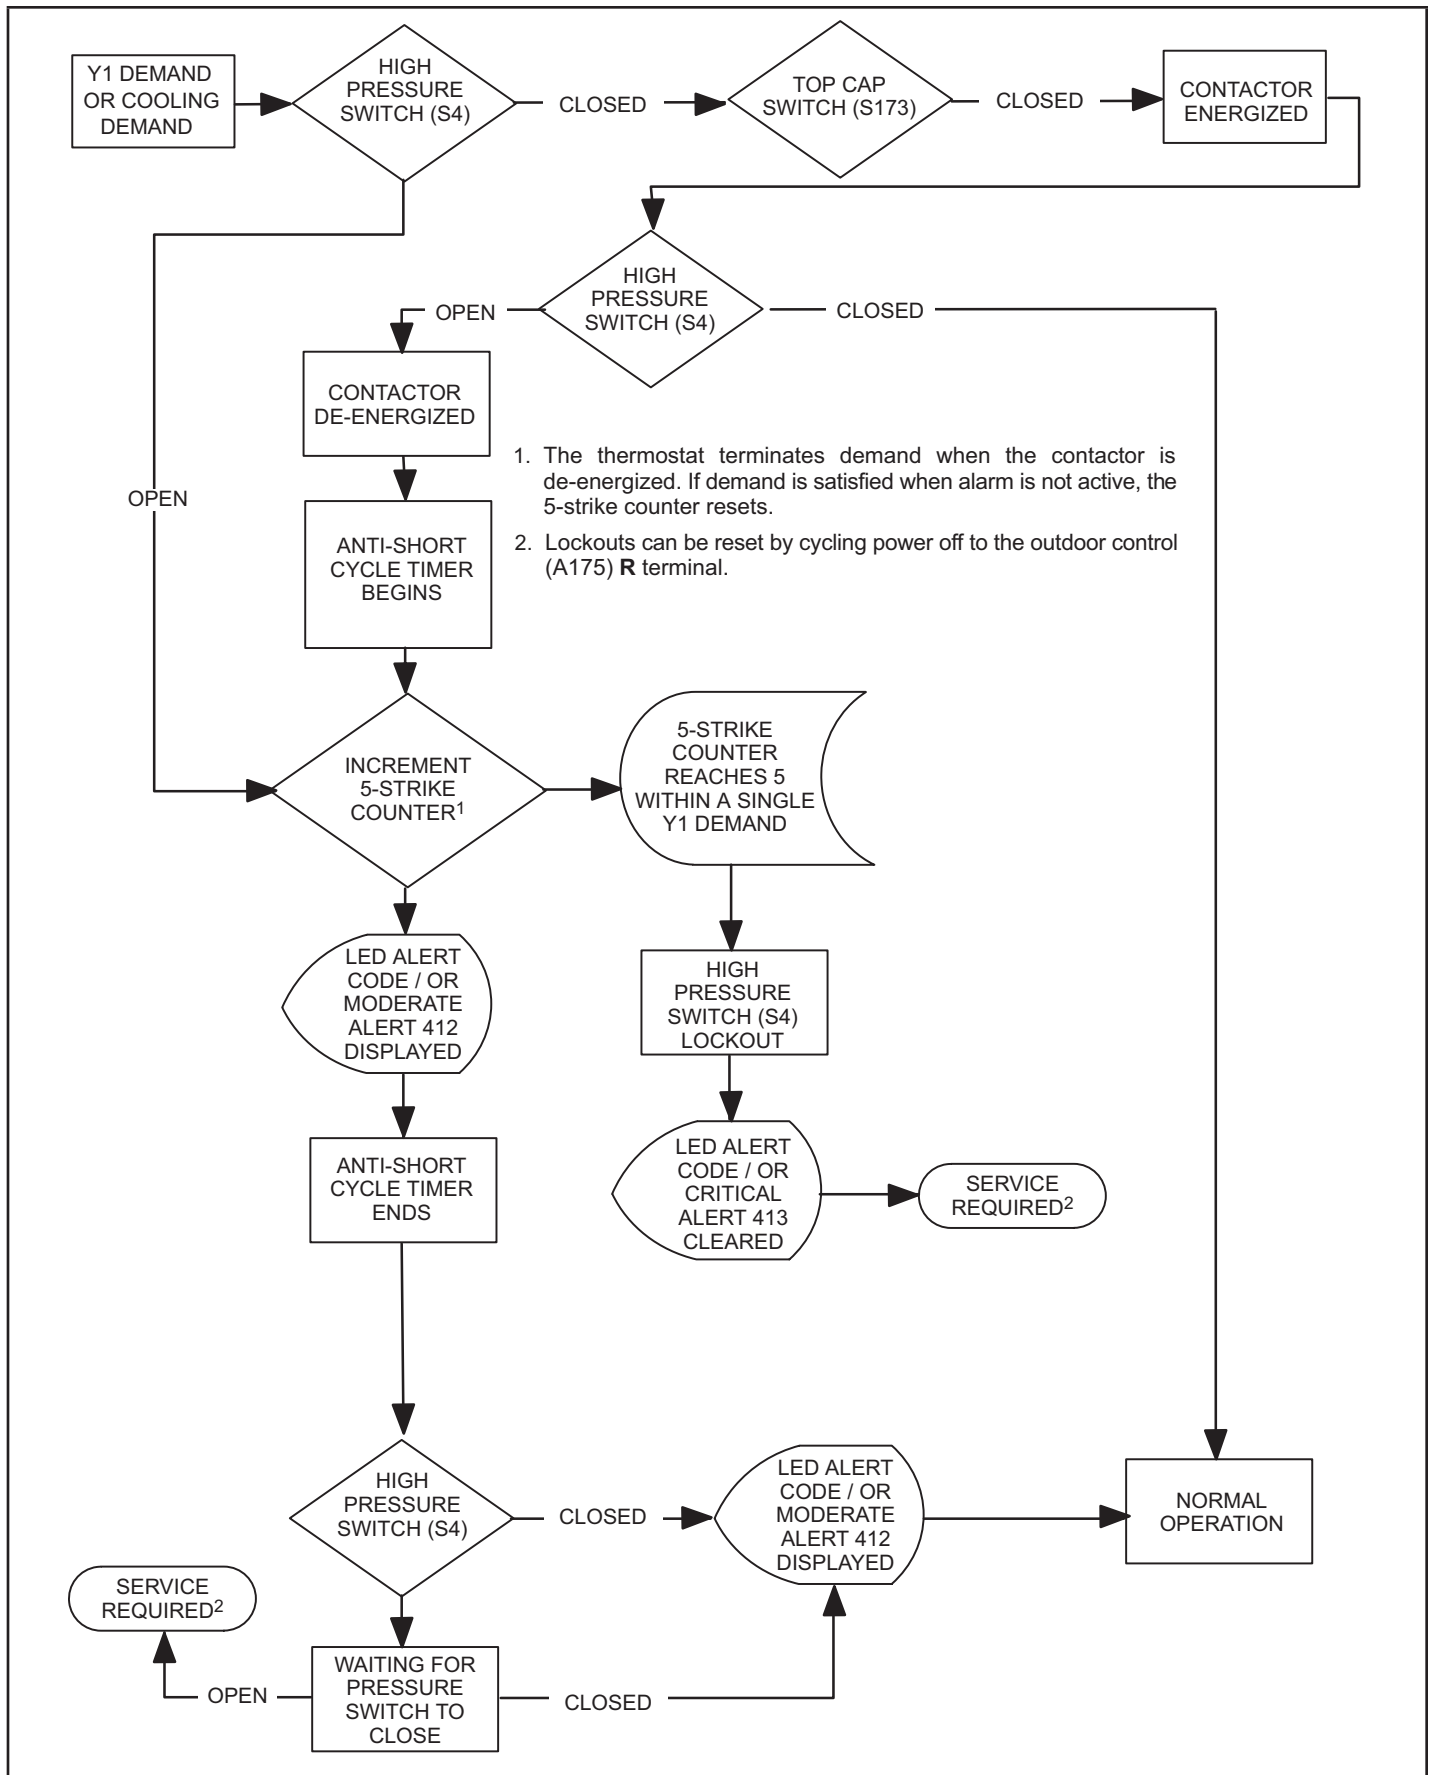 Y1 DEMAND
OR COOLING
DEMAND
HIGH
PRESSURE
SWITCH (S4)
CLOSED
TOP CAP
SWITCH (S173)
CLOSED
CONTACTOR
ENERGIZED
HIGH
PRESSURE
SWITCH (S4)
OPEN
CLOSED
CONTACTOR
DE-ENERGIZED
1. The thermostat terminates demand when the contactor is
de-energized. If demand is satisfied when alarm is not active, the
5-strike counter resets.
2. Lockouts can be reset by cycling power off to the outdoor control
(A175) R terminal.
OPEN
ANTI-SHORT
CYCLE TIMER
BEGINS
INCREMENT
5-STRIKE
COUNTER1
5-STRIKE
COUNTER
REACHES 5
WITHIN A SINGLE
Y1 DEMAND
LED ALERT
CODE / OR
MODERATE
ALERT 412
DISPLAYED
HIGH
PRESSURE
SWITCH (S4)
LOCKOUT
ANTI-SHORT
CYCLE TIMER
ENDS
LED ALERT
CODE / OR
CRITICAL
ALERT 413
CLEARED
SERVICE
REQUIRED2
HIGH
PRESSURE
SWITCH (S4)
CLOSED
LED ALERT
CODE / OR
MODERATE
ALERT 412
DISPLAYED
NORMAL
OPERATION
SERVICE
REQUIRED2
OPEN
WAITING FOR
PRESSURE
SWITCH TO
CLOSE
CLOSED